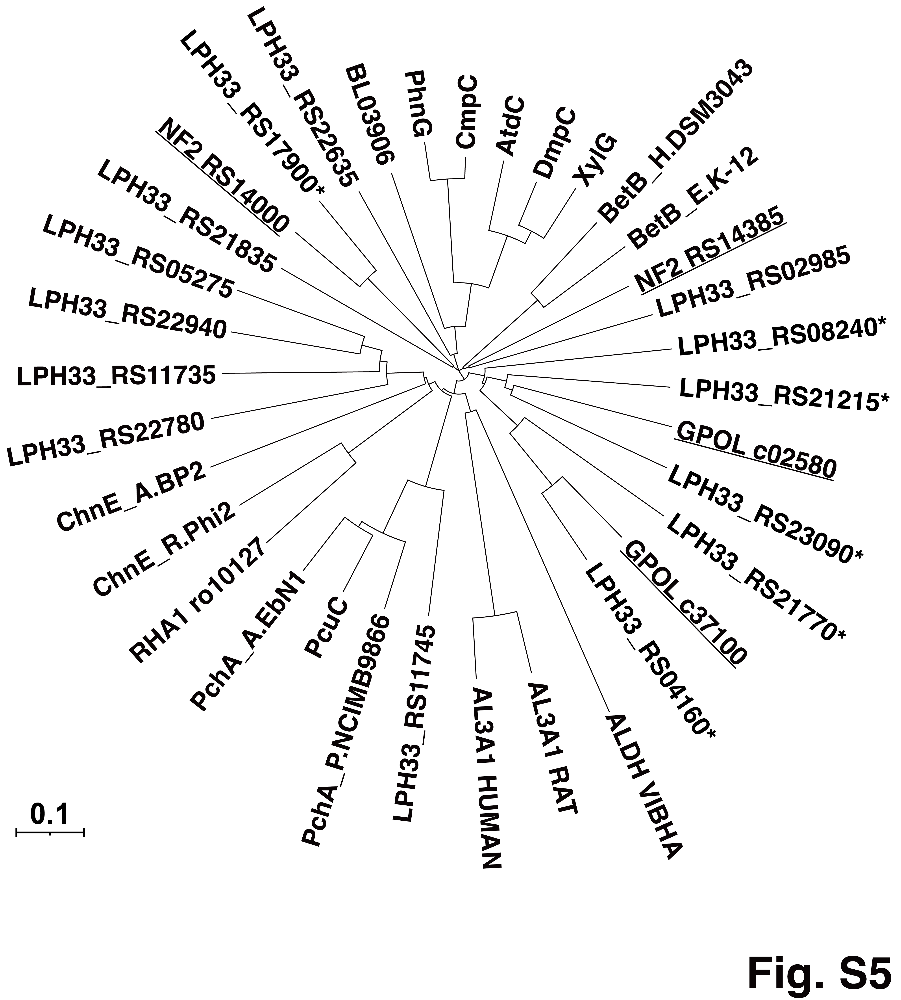 LPH33_RS22635
LPH33_RS17900*
NF2 RS14000
LPH33_RS21835
LPH33_RS05275
LPH33_RS22940
LPH33_RS11735
LPH33_RS22780
ChnE_A.BP2
ChnE_R.Phi2
RHA1 ro10127
PchA_A.EbN1
PcuC
PchA_P.NCIMB9866
LPH33_RS11745
AL3A1 HUMAN
AL3A1 RAT
ALDH VIBHA
LPH33_RS04160*
GPOL c37100
LPH33_RS21770*
LPH33_RS23090*
GPOL c02580
LPH33_RS21215*
LPH33_RS08240*
LPH33_RS02985
NF2 RS14385
BetB_E.K-12
BetB_H.DSM3043
XylG
DmpC
AtdC
CmpC
PhnG
BL03906
0.1
Fig. S5